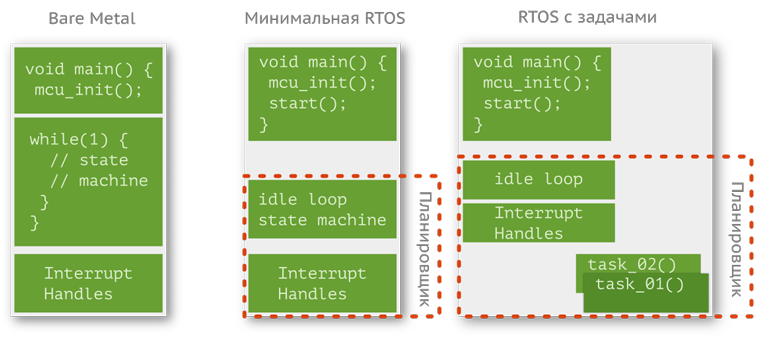 Bare Metal
void main() {
mcu_init();
while(1) {
// state
// machine
}
}
Interrupt
Handles
Минимальная RTOS
void main() {
mcu_init();
start();
}
idle loop
state machine
Interrupt
Handles
Планировщик
RTOS с задачами
void main() {
mcu_init();
start();
}
idle loop
Interrupt
Handles
task_02()
task_01()
Планировщик